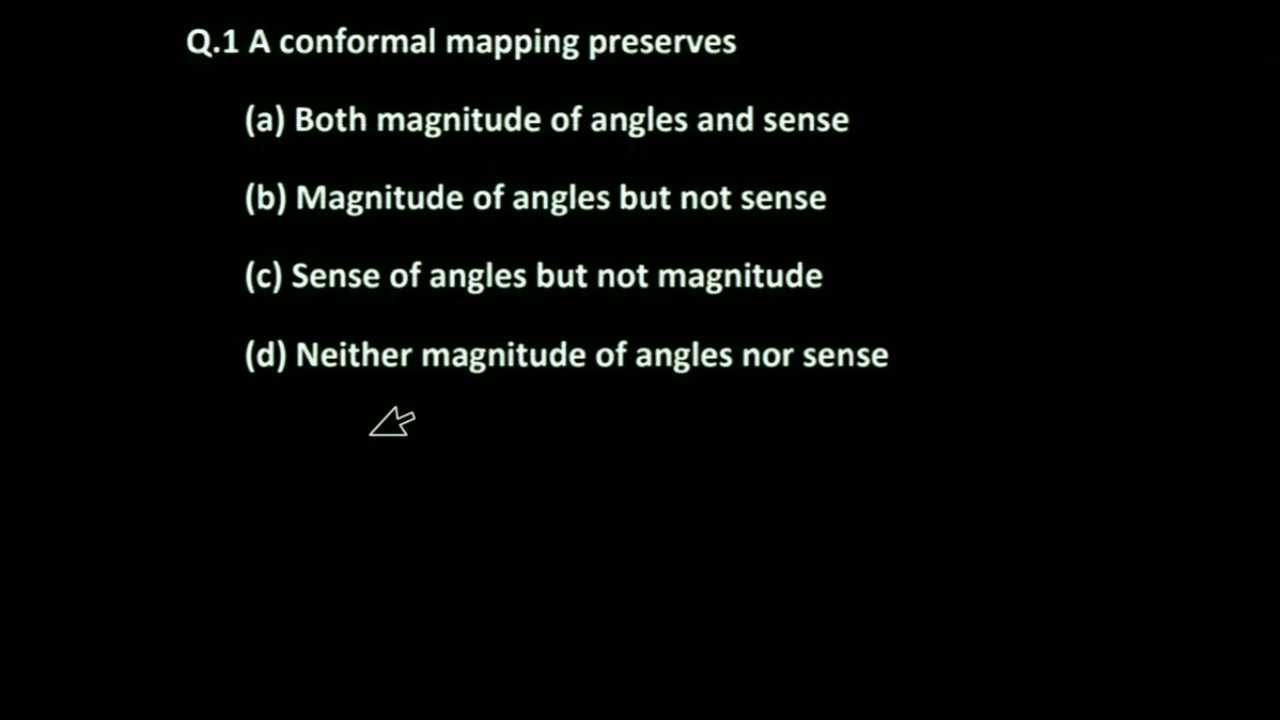 Q.1 A conformal mapping preserves
(a) Both magnitude of angles and sense
(b) Magnitude of angles but not sense
(c) Sense of angles but not magnitude
(d) Neither magnitude of angles nor sense